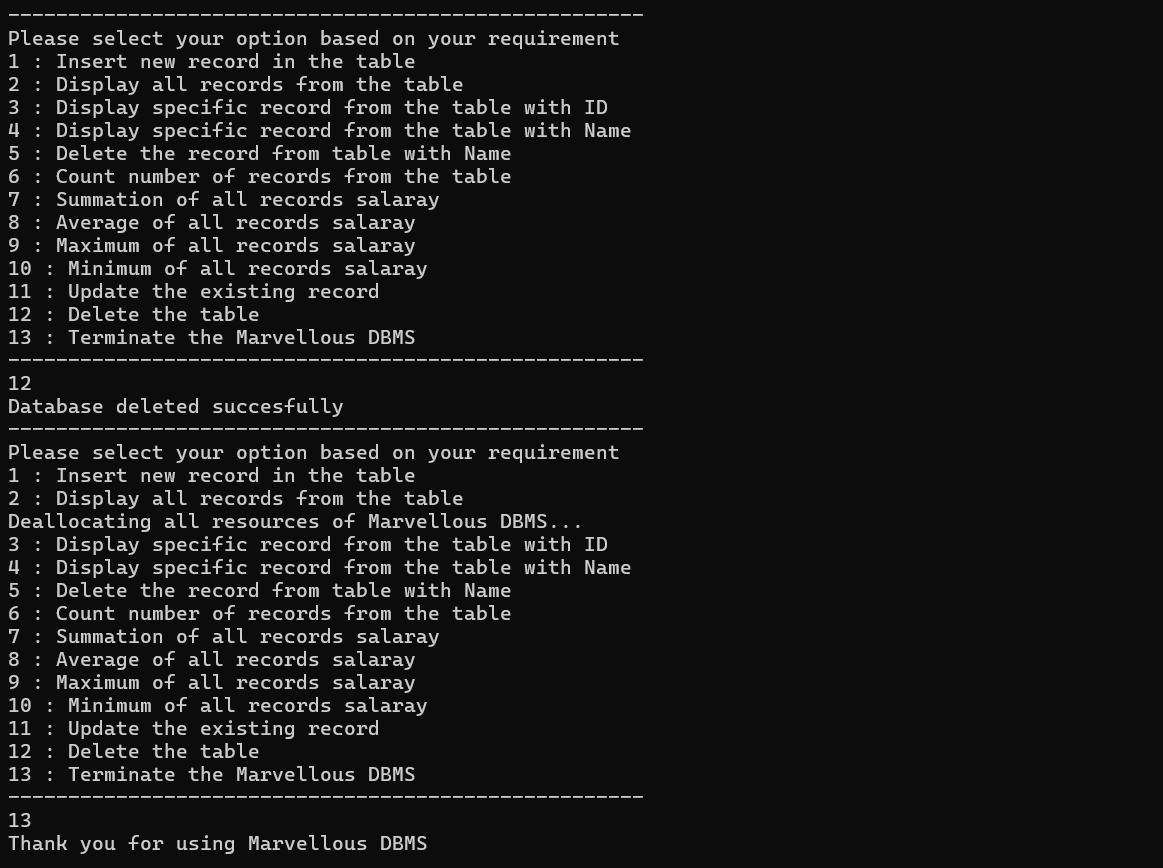 -----------------------------------------------------
Please select your option based on your requirement
1 : Insert new record in the table
2 : Display all records from the table
3 : Display specific record from the table with ID
4 : Display specific record from the table with Name
5 : Delete the record from table with Name
6 : Count number of records from the table
7 : Summation of all records salaray
8 : Average of all records salaray
9 : Maximum of all records salaray
10 : Minimum of all records salaray
11 : Update the existing record
12 : Delete the table
13 : Terminate the Marvellous DBMS
-----------------------------------------------------
12
Database deleted succesfully
-----------------------------------------------------
Please select your option based on your requirement
1 : Insert new record in the table
2 : Display all records from the table
Deallocating all resources of Marvellous DBMS...
3 : Display specific record from the table with ID
4 : Display specific record from the table with Name
5 : Delete the record from table with Name
6 : Count number of records from the table
7 : Summation of all records salaray
8 : Average of all records salaray
9 : Maximum of all records salaray
10 : Minimum of all records salaray
11 : Update the existing record
12 : Delete the table
13 : Terminate the Marvellous DBMS
-----------------------------------------------------
13
Thank you for using Marvellous DBMS